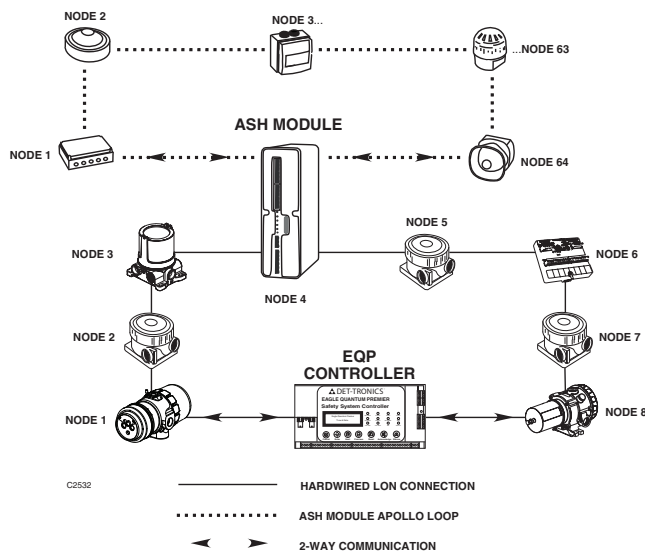 NODE 2
NODE 3...
...NODE 63
ASH MODULE
NODE 1
NODE 64
NODE 5
NODE 3
NODE 6
NODE 4
NODE 2
NODE 7
EQP
CONTROLLER
DET-TRONICS
EAGLE QUANTUM PREMIER
Safety System Controller
NODE 1
NODE 8
C2532
HARDWIRED LON CONNECTION
ASH MODULE APOLLO LOOP
2-WAY COMMUNICATION